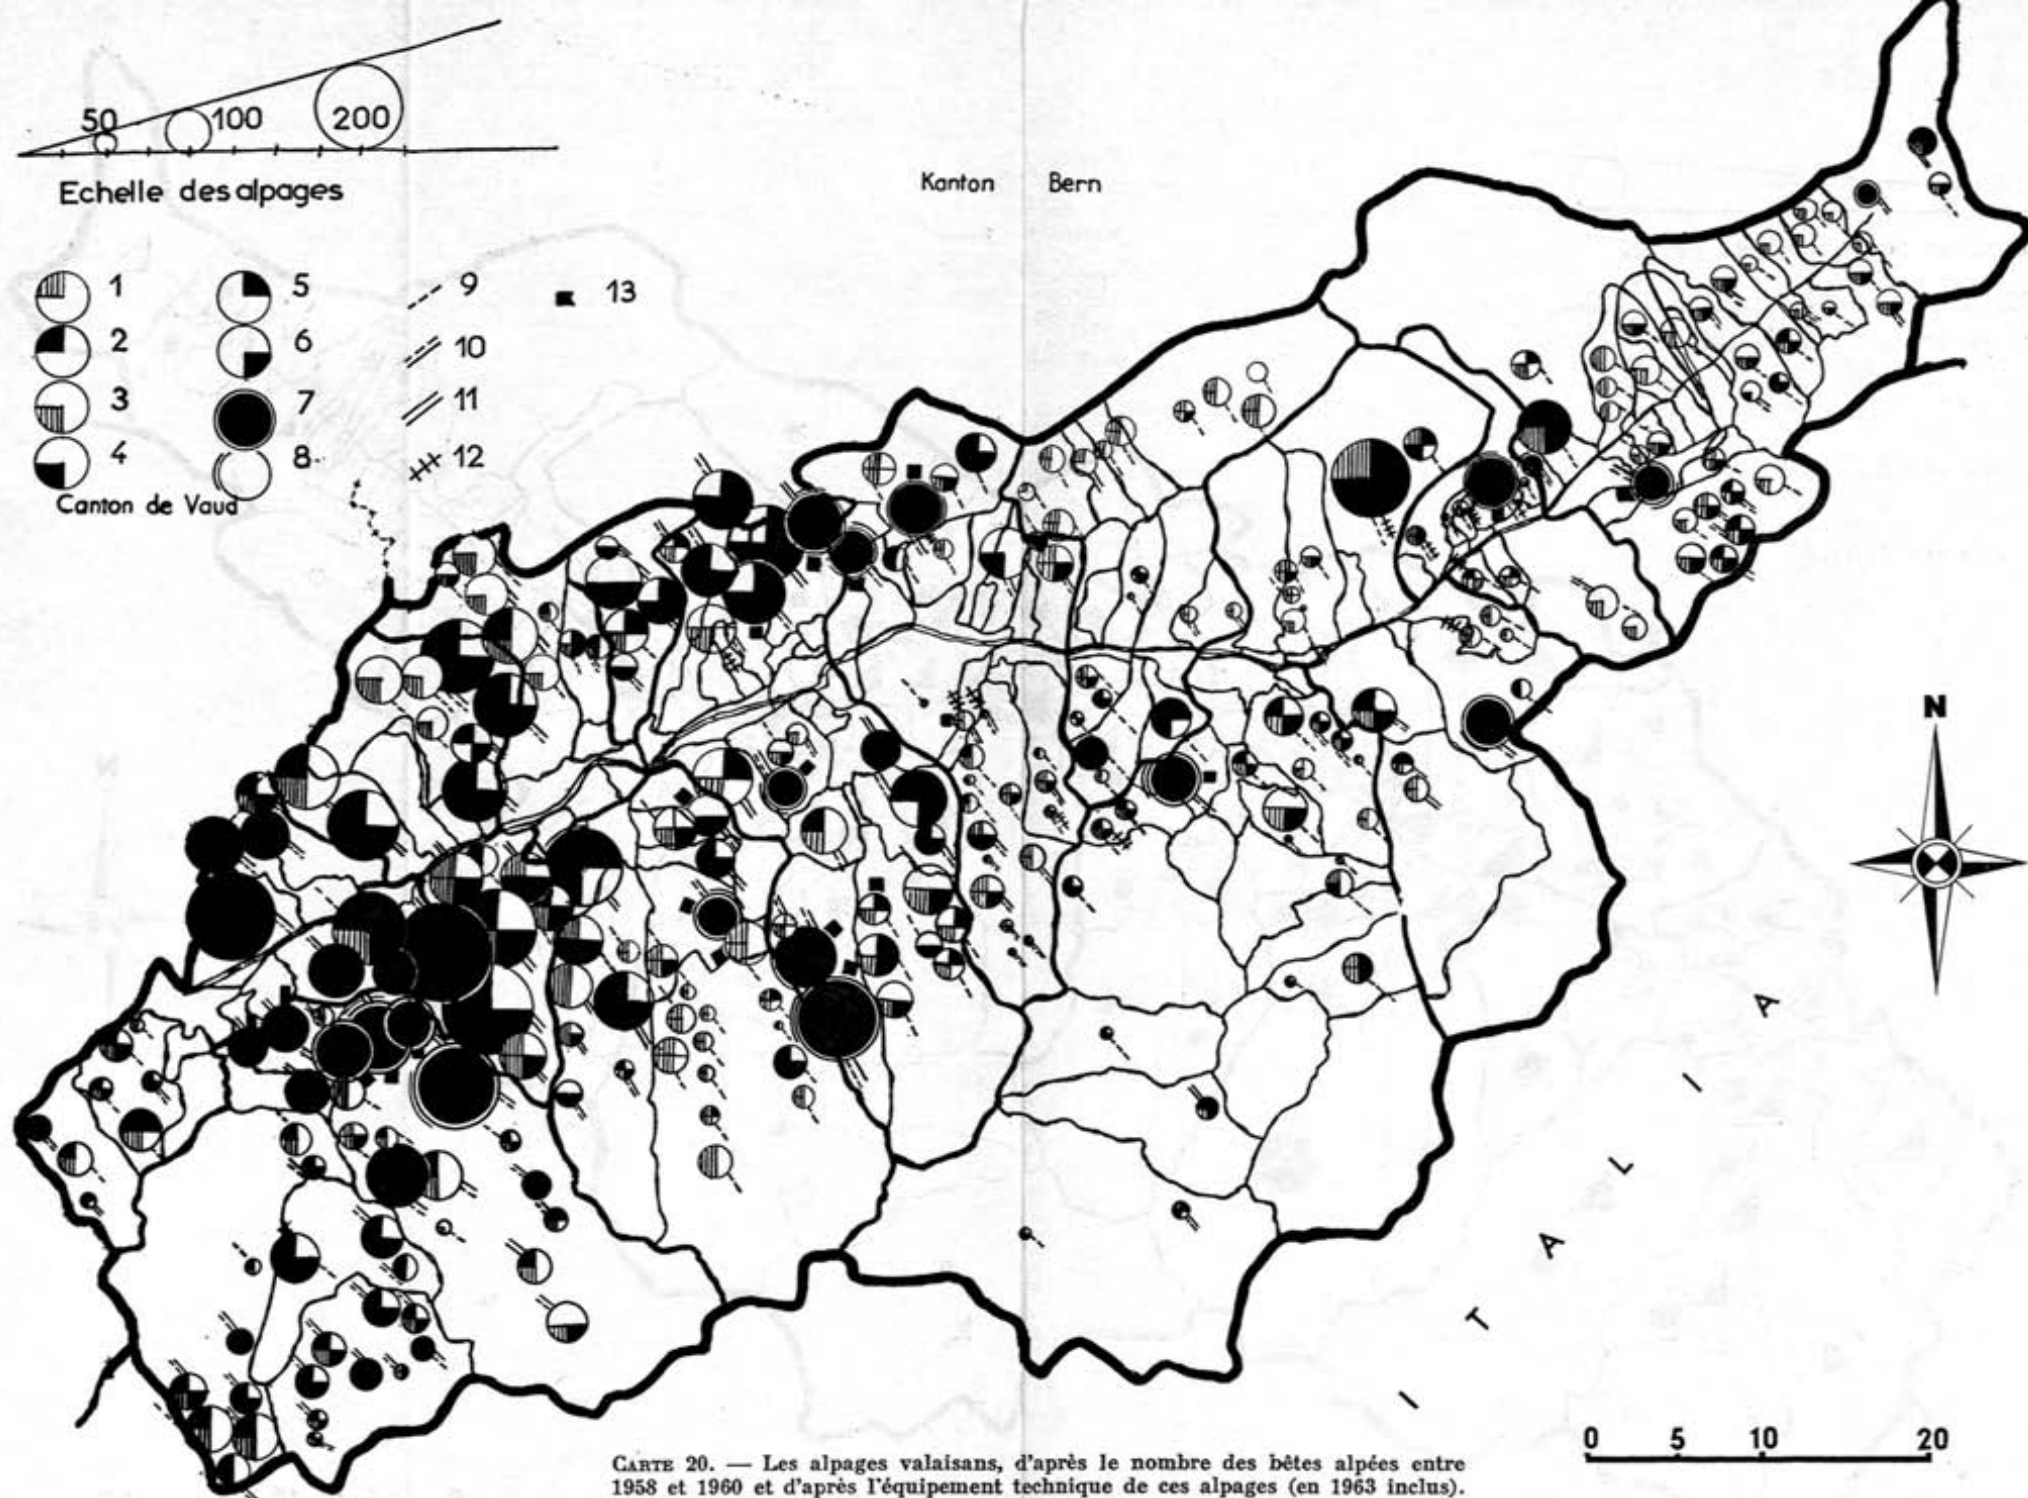 50
100
200
Echelle des alpages
Kanton Bern
1
2
3
4
5
6
7
8
9
10
11
12
13
Canton de Vaud
N
I T A L I A
0 5 10 20
CARTE 20. — Les alpages valaisans, d'après le nombre des bêtes alpées entre
1958 et 1960 et d'après l'équipement technique de ces alpages (en 1963 inclus).